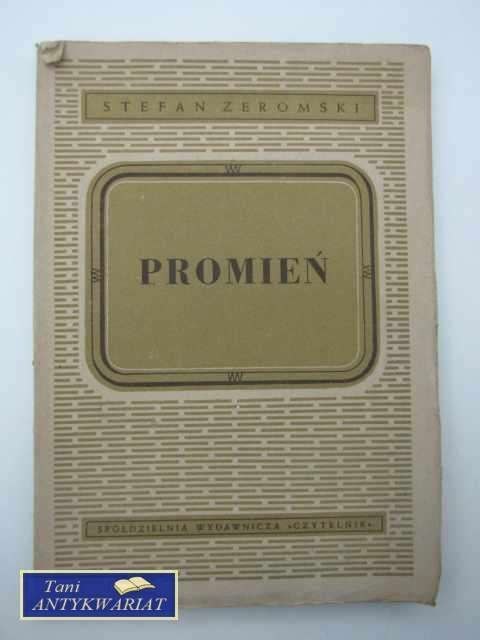 STEFAN ŻEROMSKI
PROMIEŃ
SPÓŁDZIELNIA WYDAWNICZA »CZYTELNIK«
Tani
ANTYKWARIAT